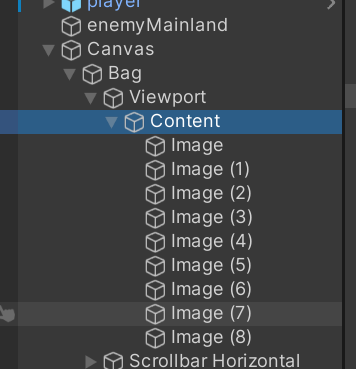 player
enemyMainland
Canvas
Bag
Viewport
Content
Image
Image (1)
Image (2)
Image (3)
Image (4)
Image (5)
Image (6)
Image (7)
Image (8)
Scrollbar Horizontal